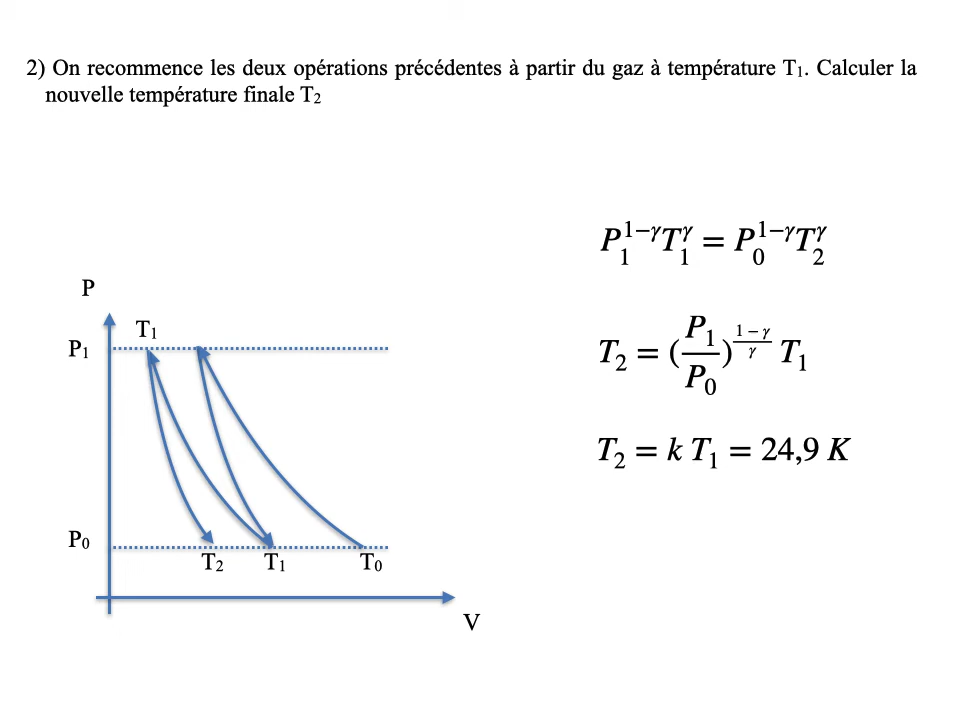 2) On recommence les deux opérations précédentes à partir du gaz à température T₁. Calculer la
nouvelle température finale T₂
P₁^{1−γ}T₁^γ = P₀^{1−γ}T₂^γ
P
T₁
P₁
T₂ = (P₁/P₀)^{(1−γ)/γ} T₁
T₂ = k T₁ = 24,9 K
P₀
T₂ T₁ T₀
V